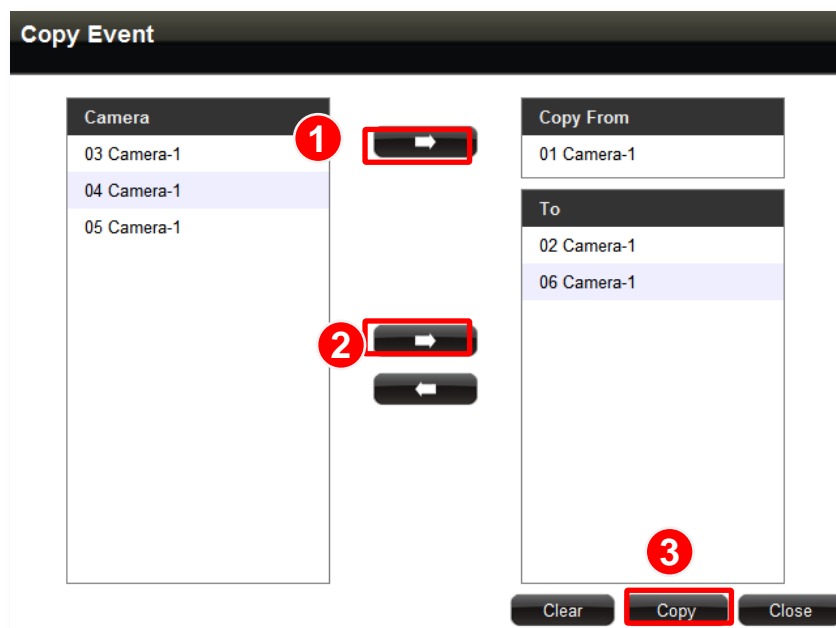 Copy Event
Camera
03 Camera-1
04 Camera-1
05 Camera-1
1
2
Copy From
01 Camera-1
To
02 Camera-1
06 Camera-1
3
Clear
Copy
Close